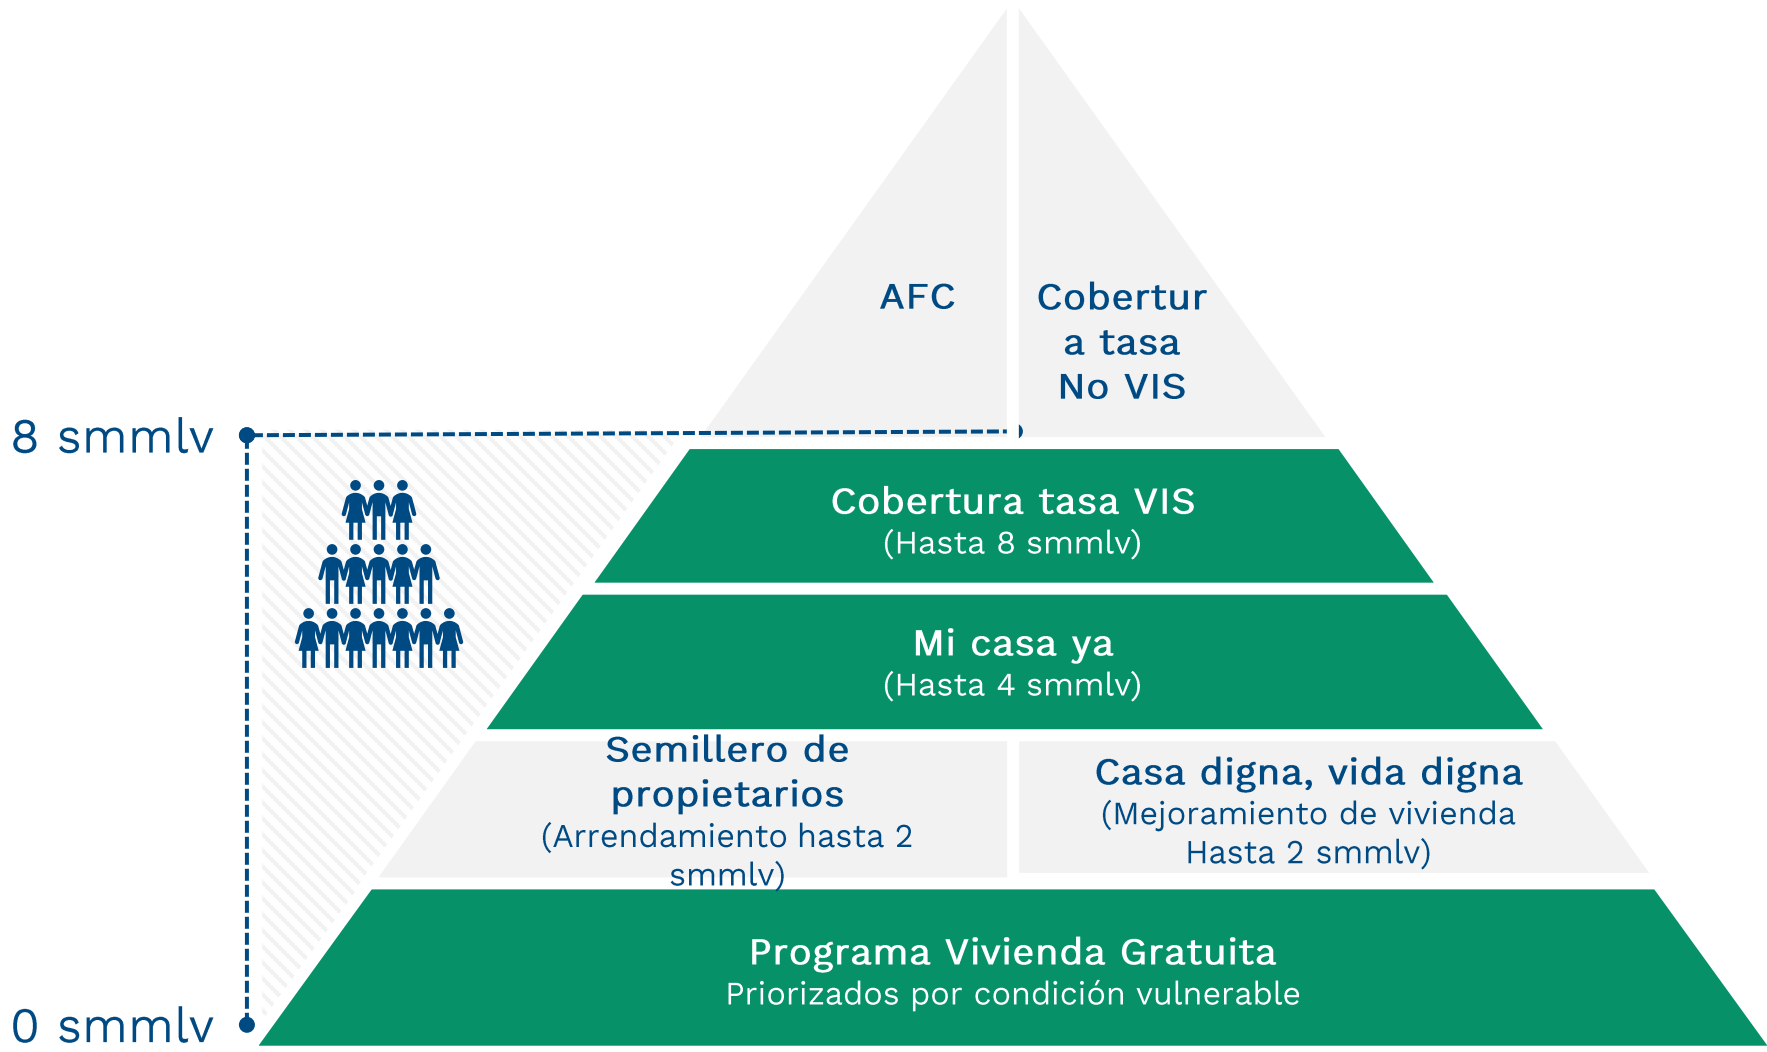 AFC
Cobertur
a tasa
No VIS
8 smmlv
Cobertura tasa VIS
(Hasta 8 smmlv)
Mi casa ya
(Hasta 4 smmlv)
Semillero de
propietarios
(Arrendamiento hasta 2
smmlv)
Casa digna, vida digna
(Mejoramiento de vivienda
Hasta 2 smmlv)
Programa Vivienda Gratuita
Priorizados por condición vulnerable
0 smmlv